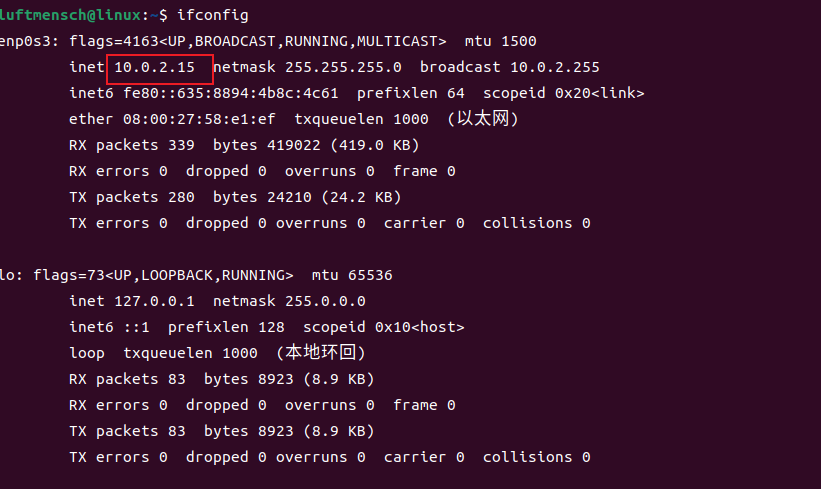 luftmensch@linux:~$ ifconfig
enp0s3: flags=4163<UP,BROADCAST,RUNNING,MULTICAST>  mtu 1500
inet 10.0.2.15  netmask 255.255.255.0  broadcast 10.0.2.255
inet6 fe80::635:8894:4b8c:4c61  prefixlen 64  scopeid 0x20<link>
ether 08:00:27:58:e1:ef  txqueuelen 1000  (以太网)
RX packets 339  bytes 419022 (419.0 KB)
RX errors 0  dropped 0  overruns 0  frame 0
TX packets 280  bytes 24210 (24.2 KB)
TX errors 0  dropped 0 overruns 0  carrier 0  collisions 0
lo: flags=73<UP,LOOPBACK,RUNNING>  mtu 65536
inet 127.0.0.1  netmask 255.0.0.0
inet6 ::1  prefixlen 128  scopeid 0x10<host>
loop  txqueuelen 1000  (本地环回)
RX packets 83  bytes 8923 (8.9 KB)
RX errors 0  dropped 0  overruns 0  frame 0
TX packets 83  bytes 8923 (8.9 KB)
TX errors 0  dropped 0 overruns 0  carrier 0  collisions 0